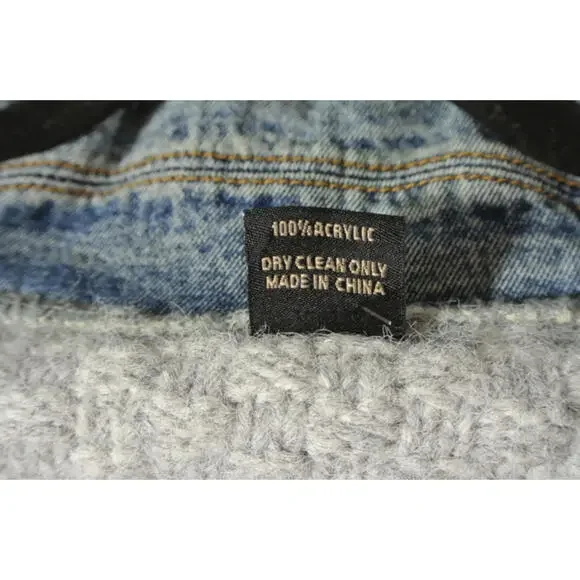 100% ACRYLIC
DRY CLEAN ONLY
MADE IN CHINA